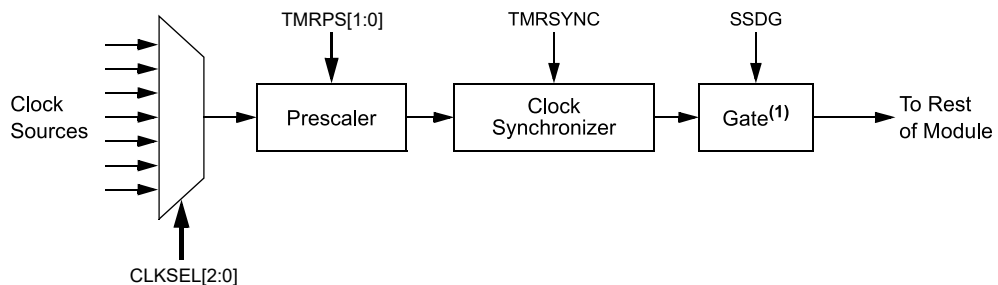 TMRPS[1:0]
TMRSYNC
SSDG
Clock
Sources
Prescaler
Clock
Synchronizer
Gate(1)
To Rest
of Module
CLKSEL[2:0]